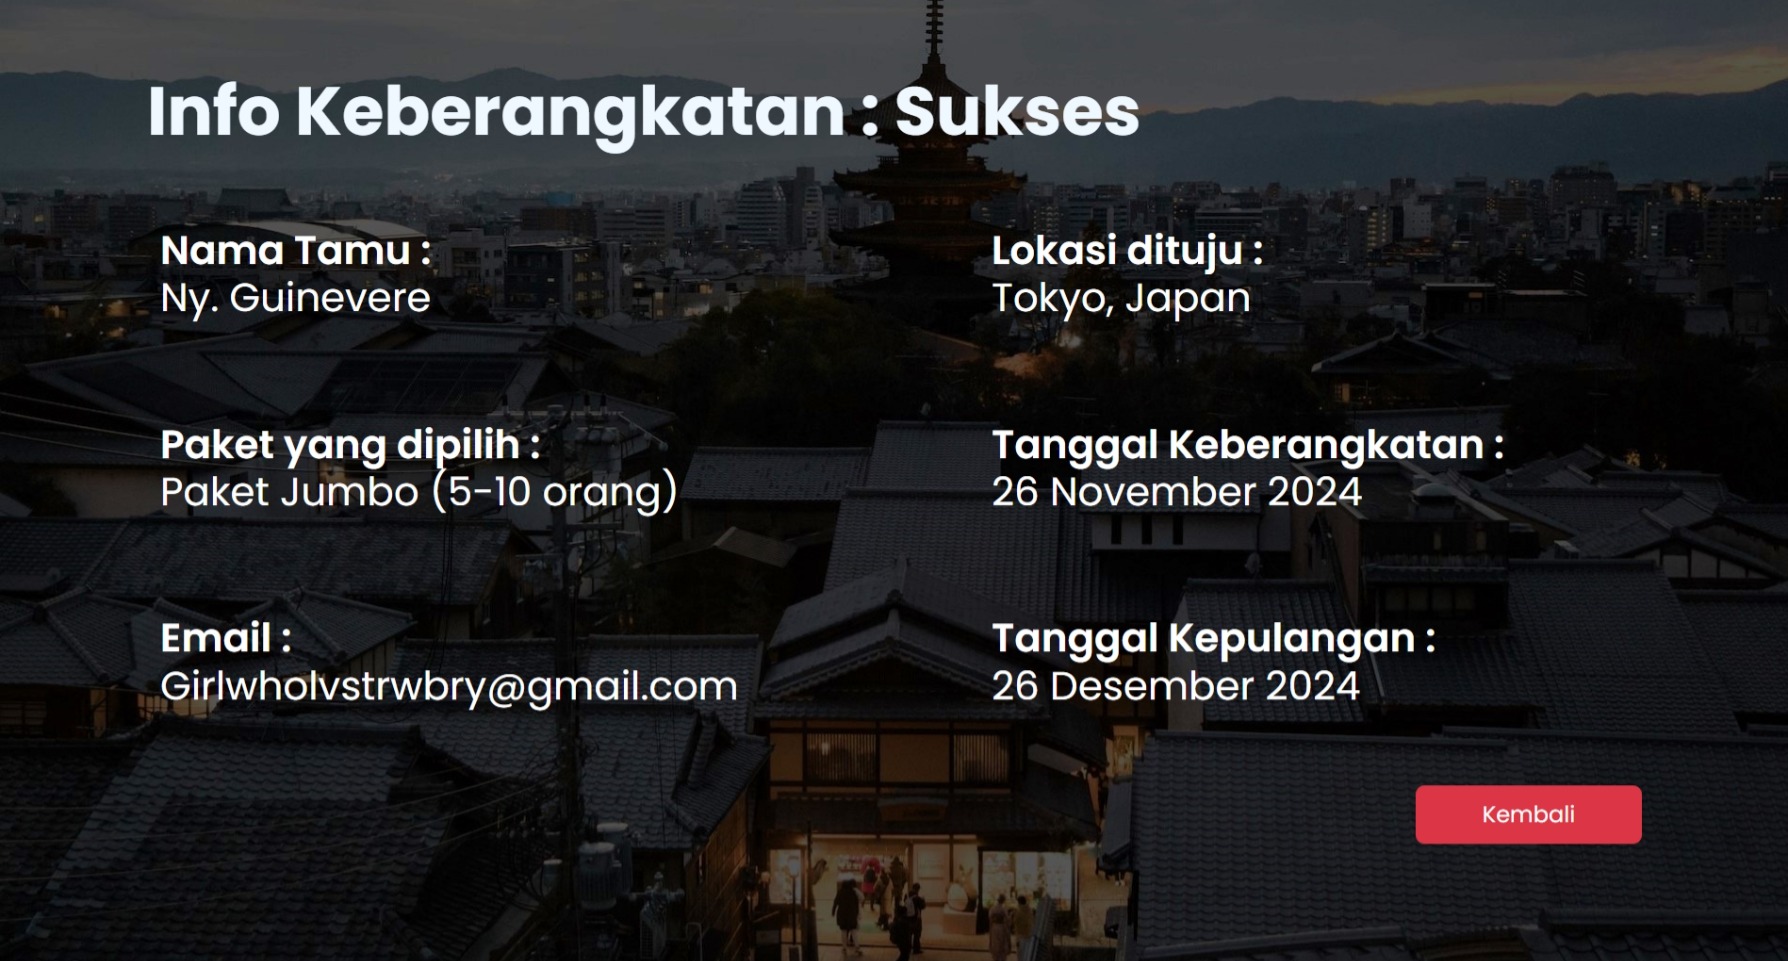 Info Keberangkatan : Sukses
Nama Tamu :
Ny. Guinevere
Lokasi dituju :
Tokyo, Japan
Paket yang dipilih :
Paket Jumbo (5-10 orang)
Tanggal Keberangkatan :
26 November 2024
Email :
Girlwholvstrwbry@gmail.com
Tanggal Kepulangan :
26 Desember 2024
Kembali